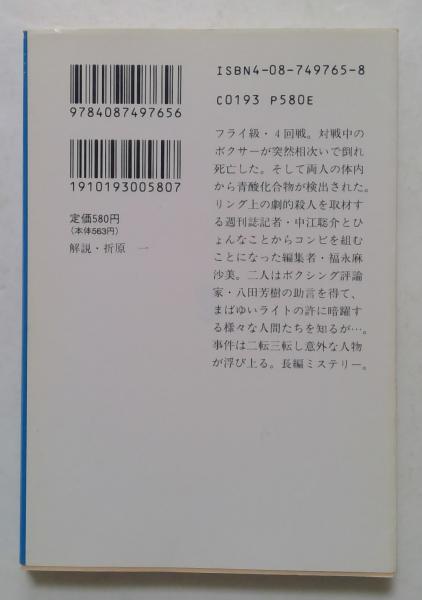 ISBN4-08-749765-8
9784087497656
C0193 P580E
1910193005807
フライ級・4回戦。対戦中の
ボクサーが突然相次いで倒れ
死亡した。そして両人の体内
から青酸化合物が検出された。
リング上の劇的殺人を取材す
る週刊誌記者・中江聡介とひ
ょんなことからコンビを組む
ことになった編集者・福永麻
沙美。二人はボクシング評論
家・八田芳樹の助言を得て、
まばゆいライトの許に暗躍す
る様々な人間たちを知るが…。
事件は二転三転し意外な人物
が浮び上る。長編ミステリー。
定価580円
(本体563円)
解説・折原 一